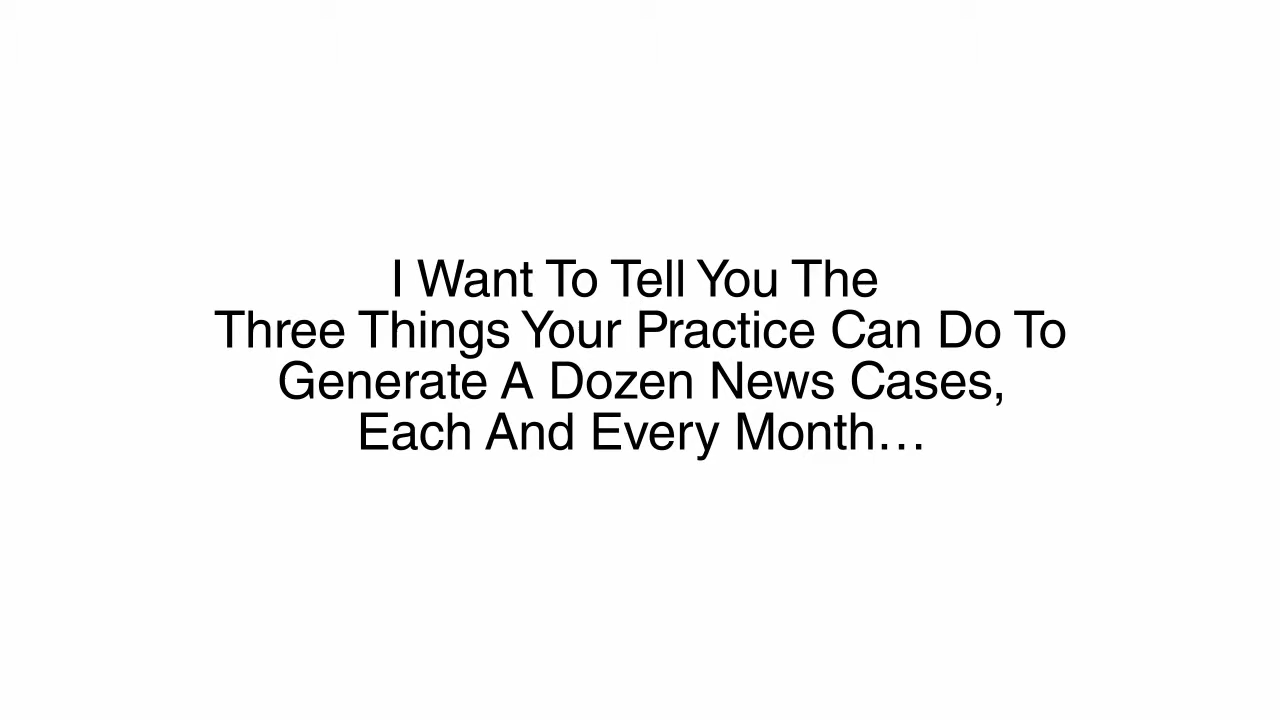 I Want To Tell You The
Three Things Your Practice Can Do To
Generate A Dozen News Cases,
Each And Every Month…